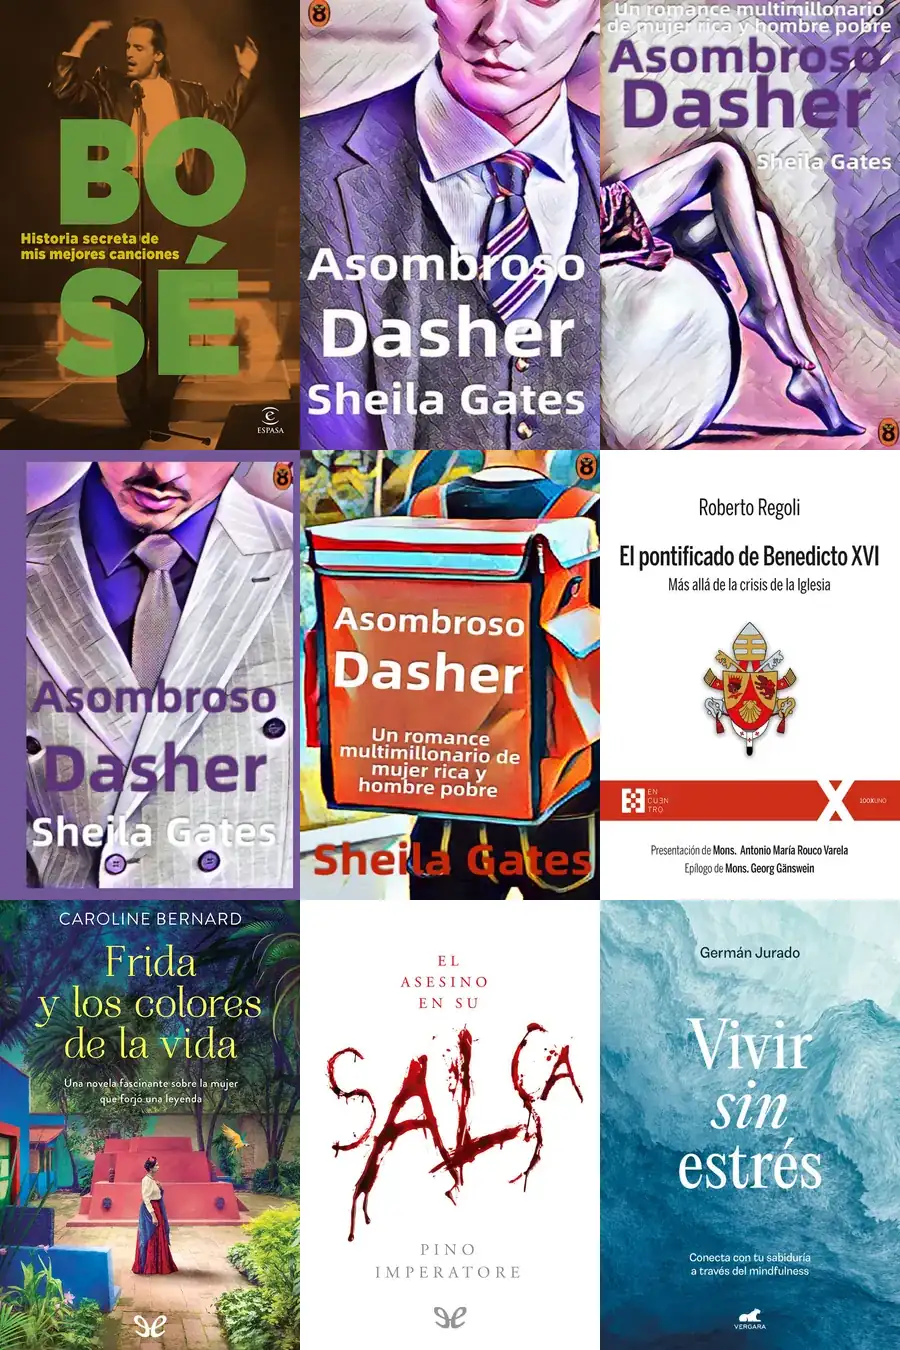 BO
Historia secreta de
mis mejores canciones
SÉ
e
ESPASA
8
Asombroso
Dasher
Sheila Gates
Un romance multimillonario
de mujer rica y hombre pobre
Asombroso
Dasher
Sheila Gates
8
8
Asombroso
Dasher
Sheila Gates
8
Asombroso
Dasher
Un romance
multimillonario de
mujer rica y
hombre pobre
Sheila Gates
Roberto Regoli
El pontificado de Benedicto XVI
Más allá de la crisis de la Iglesia
EN
CUEN
TRO
X
100XUNO
Presentación de Mons. Antonio María Rouco Varela
Epílogo de Mons. Georg Gänswein
CAROLINE BERNARD
Frida
y los colores
de la vida
Una novela fascinante sobre la mujer
que forjó una leyenda
EL
ASESINO
EN SU
SALSA
PINO
IMPERATORE
Germán Jurado
Vivir
sin
estrés
Conecta con tu sabiduría
a través del mindfulness
VERGARA